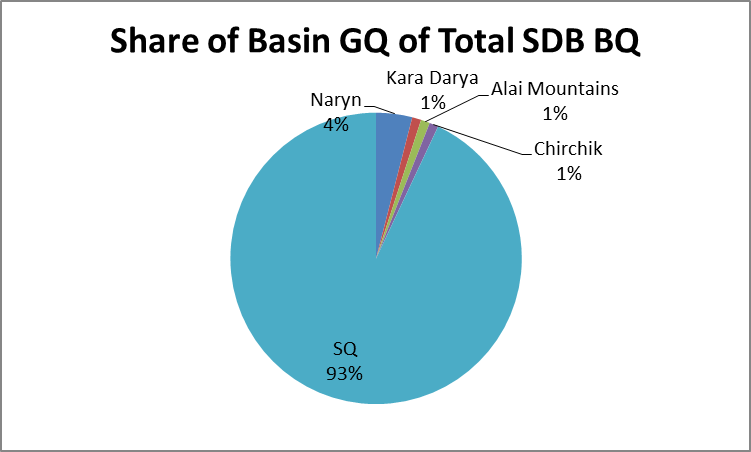 Share of Basin GQ of Total SDB BQ
Naryn
4%
Kara Darya
1%
Alai Mountains
1%
Chirchik
1%
SQ
93%